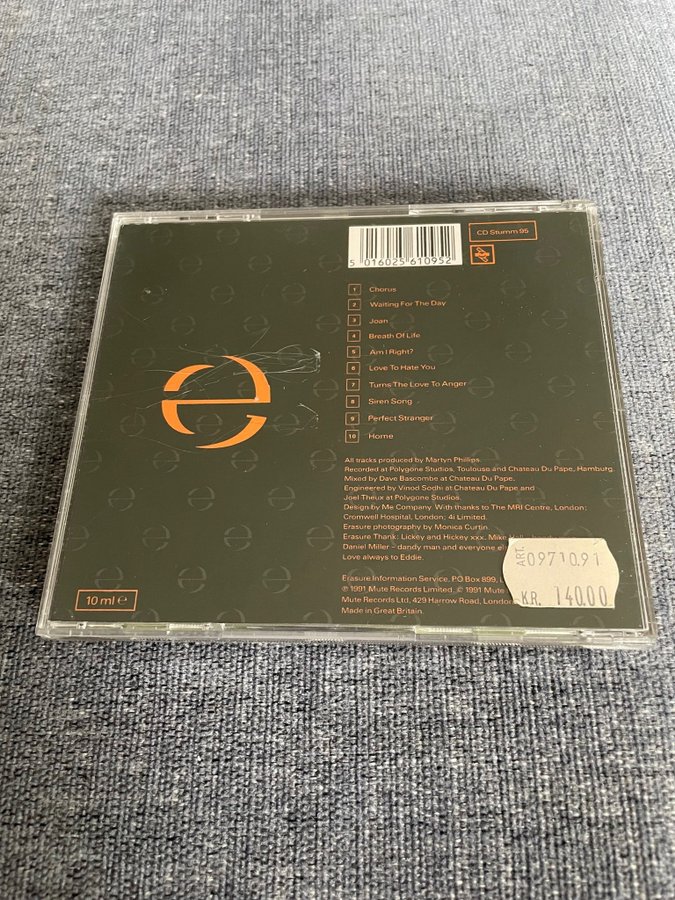 5 016025 610952
CD Stumm 95
1 Chorus
2 Waiting For The Day
3 Joan
4 Breath Of Life
5 Am I Right?
6 Love To Hate You
7 Turns The Love To Anger
8 Siren Song
9 Perfect Stranger
10 Home
e
All tracks produced by Martyn Phillips.
Recorded at Polygone Studios, Toulouse and Chateau Du Pape, Hamburg.
Mixed by Dave Bascombe at Chateau Du Pape.
Engineered by Vinod Sodhi at Chateau Du Pape and
Joel Theux at Polygone Studios.
Design by Me Company. With thanks to The MRI Centre, London;
Cromwell Hospital, London; 4i Limited.
Erasure photography by Monica Curtin.
Erasure Thank: Lickey and Hickey xxx. Mike
Daniel Miller – dandy man and everyone
Love always to Eddie.
Erasure Information Service. PO Box 899,
℗ 1991 Mute Records Limited. © 1991 Mute
Mute Records Ltd, 429 Harrow Road, London
Made in Great Britain.
ART. 0971091
KR. 140.00
10 ml e